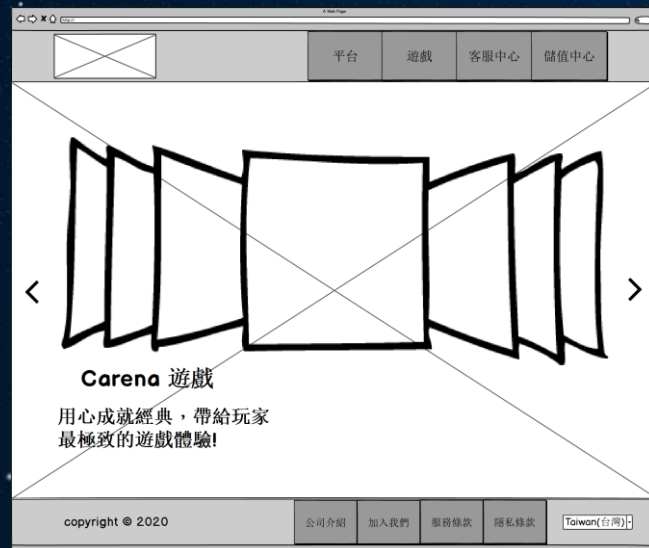 A Web Page
http://
平台
遊戲
客服中心
儲值中心
Carena 遊戲
用心成就經典，帶給玩家
最極致的遊戲體驗!
copyright © 2020
公司介紹
加入我們
服務條款
隱私條款
Taiwan(台灣)